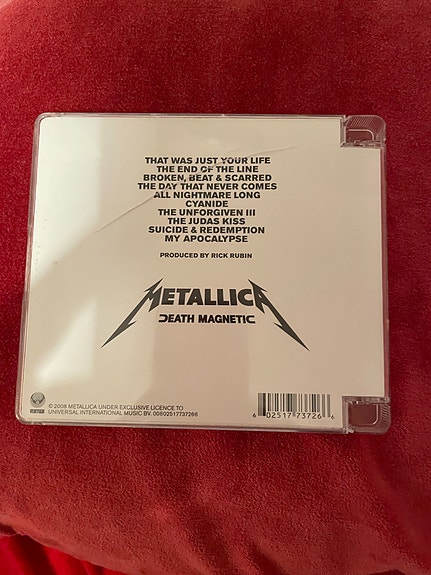 THAT WAS JUST YOUR LIFE
THE END OF THE LINE
BROKEN, BEAT & SCARRED
THE DAY THAT NEVER COMES
ALL NIGHTMARE LONG
CYANIDE
THE UNFORGIVEN III
THE JUDAS KISS
SUICIDE & REDEMPTION
MY APOCALYPSE
PRODUCED BY RICK RUBIN
METALLICA
DEATH MAGNETIC
VERTIGO
© 2008 METALLICA UNDER EXCLUSIVE LICENCE TO
UNIVERSAL INTERNATIONAL MUSIC BV. 00602517737266
6 02517 73726 6